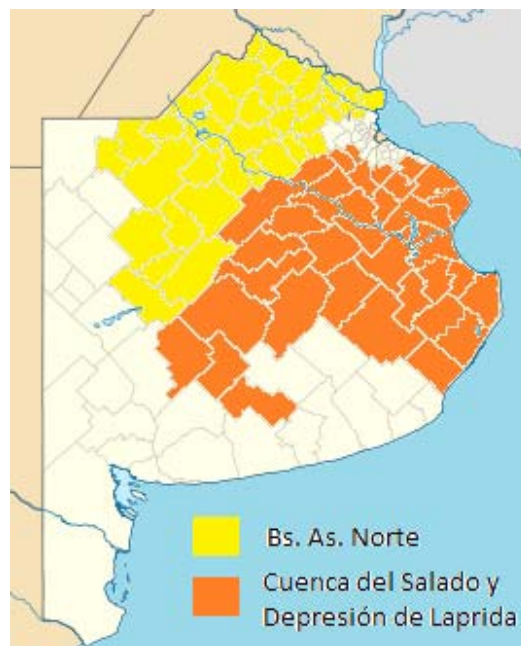 Bs. As. Norte
Cuenca del Salado y
Depresión de Laprida